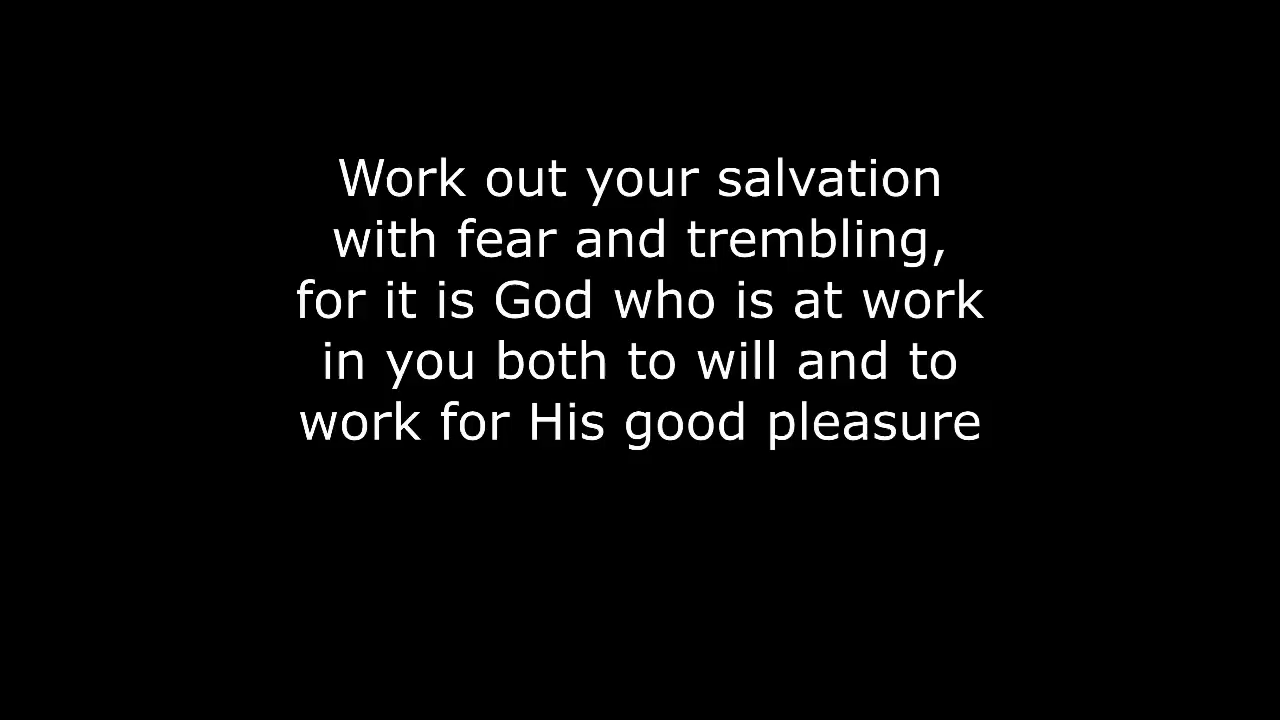 Work out your salvation
with fear and trembling,
for it is God who is at work
in you both to will and to
work for His good pleasure